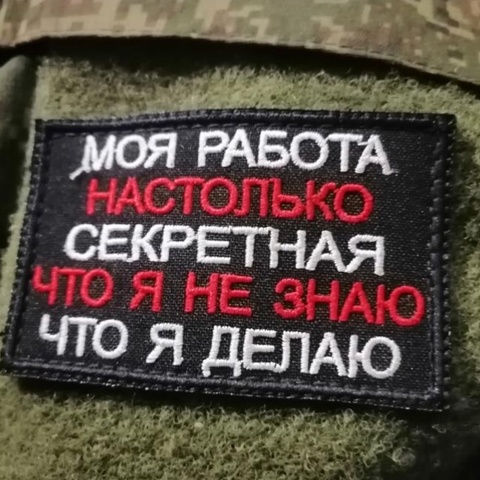 МОЯ РАБОТА
НАСТОЛЬКО
СЕКРЕТНАЯ
ЧТО Я НЕ ЗНАЮ
ЧТО Я ДЕЛАЮ